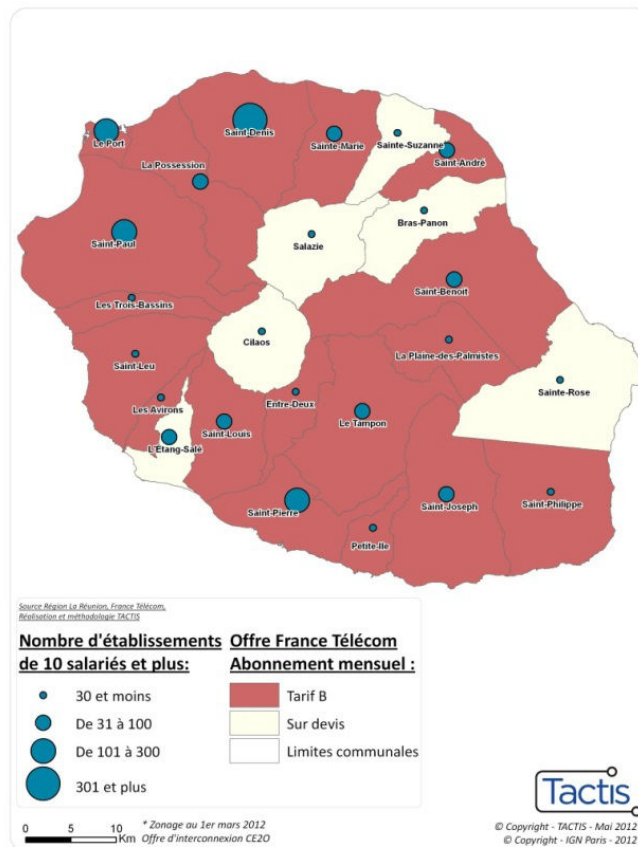 Saint-Denis
Le Port
Sainte-Marie
Sainte-Suzanne
Saint-André
La Possession
Bras-Panon
Saint-Paul
Salazie
Saint-Benoit
Les Trois-Bassins
Cilaos
La Plaine-des-Palmistes
Saint-Leu
Sainte-Rose
Les Avirons
Entre-Deux
Le Tampon
Saint-Louis
L'Etang-Salé
Saint-Pierre
Saint-Joseph
Saint-Philippe
Petite-Ile
Source Région La Réunion, France Télécom,
Réalisation et méthodologie TACTIS
Nombre d'établissements
de 10 salariés et plus:
30 et moins
De 31 à 100
De 101 à 300
301 et plus
Offre France Télécom
Abonnement mensuel :
Tarif B
Sur devis
Limites communales
0 5 10
Km
* Zonage au 1er mars 2012
Offre d'interconnexion CE2O
Tactis
© Copyright - TACTIS - Mai 2012
© Copyright - IGN Paris - 2012